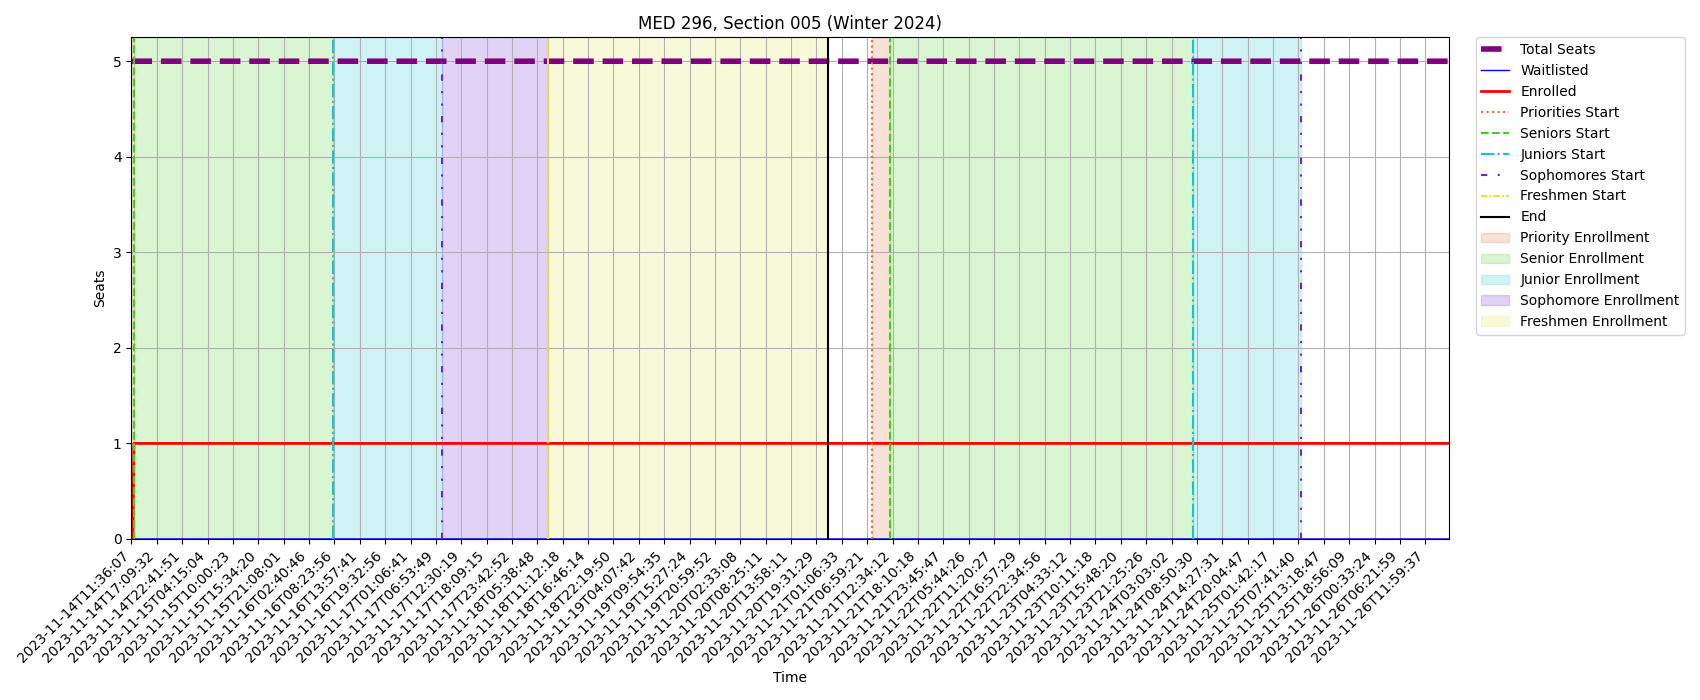 MED 296, Section 005 (Winter 2024)
Seats
5
4
3
2
1
0
2023-11-14T11:36:07
2023-11-14T17:09:32
2023-11-14T22:41:51
2023-11-15T04:15:04
2023-11-15T10:00:23
2023-11-15T15:34:20
2023-11-15T21:08:01
2023-11-16T02:40:46
2023-11-16T08:23:56
2023-11-16T13:57:41
2023-11-16T19:32:56
2023-11-17T01:06:41
2023-11-17T06:53:49
2023-11-17T12:30:19
2023-11-17T18:09:15
2023-11-17T23:42:52
2023-11-18T05:38:48
2023-11-18T11:12:18
2023-11-18T16:46:14
2023-11-18T22:19:50
2023-11-19T04:07:42
2023-11-19T09:54:35
2023-11-19T15:27:24
2023-11-19T20:59:52
2023-11-20T02:33:08
2023-11-20T08:25:11
2023-11-20T13:58:11
2023-11-20T19:31:29
2023-11-21T01:06:33
2023-11-21T06:59:21
2023-11-21T12:34:12
2023-11-21T18:10:18
2023-11-21T23:45:47
2023-11-22T05:44:26
2023-11-22T11:20:27
2023-11-22T16:57:29
2023-11-22T22:34:56
2023-11-23T04:33:12
2023-11-23T10:11:18
2023-11-23T15:48:20
2023-11-23T21:25:26
2023-11-24T03:03:02
2023-11-24T08:50:30
2023-11-24T14:27:31
2023-11-24T20:04:47
2023-11-25T01:42:17
2023-11-25T07:41:40
2023-11-25T13:18:47
2023-11-25T18:56:09
2023-11-26T00:33:24
2023-11-26T06:21:59
2023-11-26T11:59:37
Time
Total Seats
Waitlisted
Enrolled
Priorities Start
Seniors Start
Juniors Start
Sophomores Start
Freshmen Start
End
Priority Enrollment
Senior Enrollment
Junior Enrollment
Sophomore Enrollment
Freshmen Enrollment